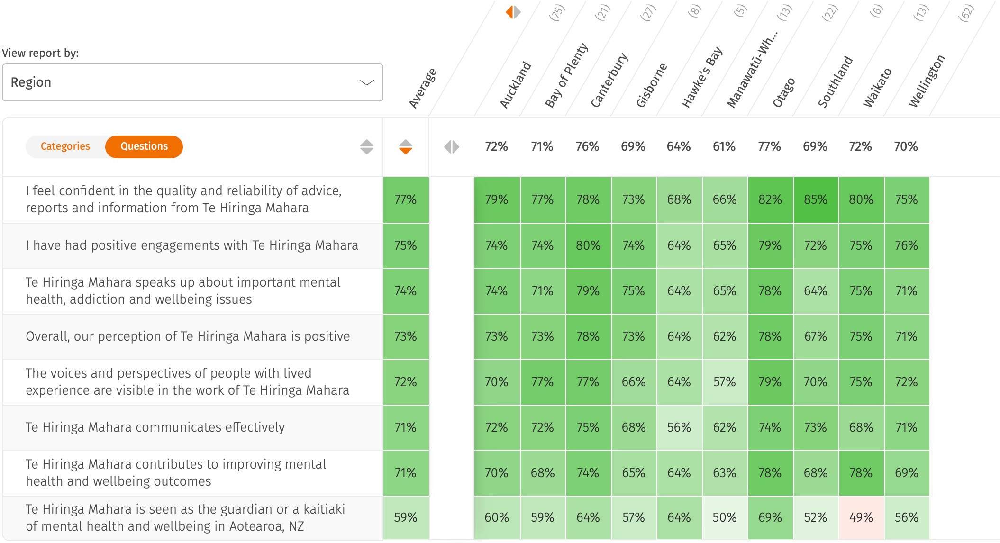 (75) (21) (27) (8) (5) (13) (22) (6) (13) (62)
View report by:
Region
Average Auckland Bay of Plenty Canterbury Gisborne Hawke's Bay Manawatū-Wh... Otago Southland Waikato Wellington
Categories Questions 72% 71% 76% 69% 64% 61% 77% 69% 72% 70%
I feel confident in the quality and reliability of advice,
reports and information from Te Hiringa Mahara
77% 79% 77% 78% 73% 68% 66% 82% 85% 80% 75%
I have had positive engagements with Te Hiringa Mahara 75% 74% 74% 80% 74% 64% 65% 79% 72% 75% 76%
Te Hiringa Mahara speaks up about important mental
health, addiction and wellbeing issues
74% 74% 71% 79% 75% 64% 65% 78% 64% 75% 71%
Overall, our perception of Te Hiringa Mahara is positive 73% 73% 73% 78% 73% 64% 62% 78% 67% 75% 71%
The voices and perspectives of people with lived
experience are visible in the work of Te Hiringa Mahara
72% 70% 77% 77% 66% 64% 57% 79% 70% 75% 72%
Te Hiringa Mahara communicates effectively 71% 72% 72% 75% 68% 56% 62% 74% 73% 68% 71%
Te Hiringa Mahara contributes to improving mental
health and wellbeing outcomes
71% 70% 68% 74% 65% 64% 63% 78% 68% 78% 69%
Te Hiringa Mahara is seen as the guardian or a kaitiaki
of mental health and wellbeing in Aotearoa, NZ
59% 60% 59% 64% 57% 64% 50% 69% 52% 49% 56%